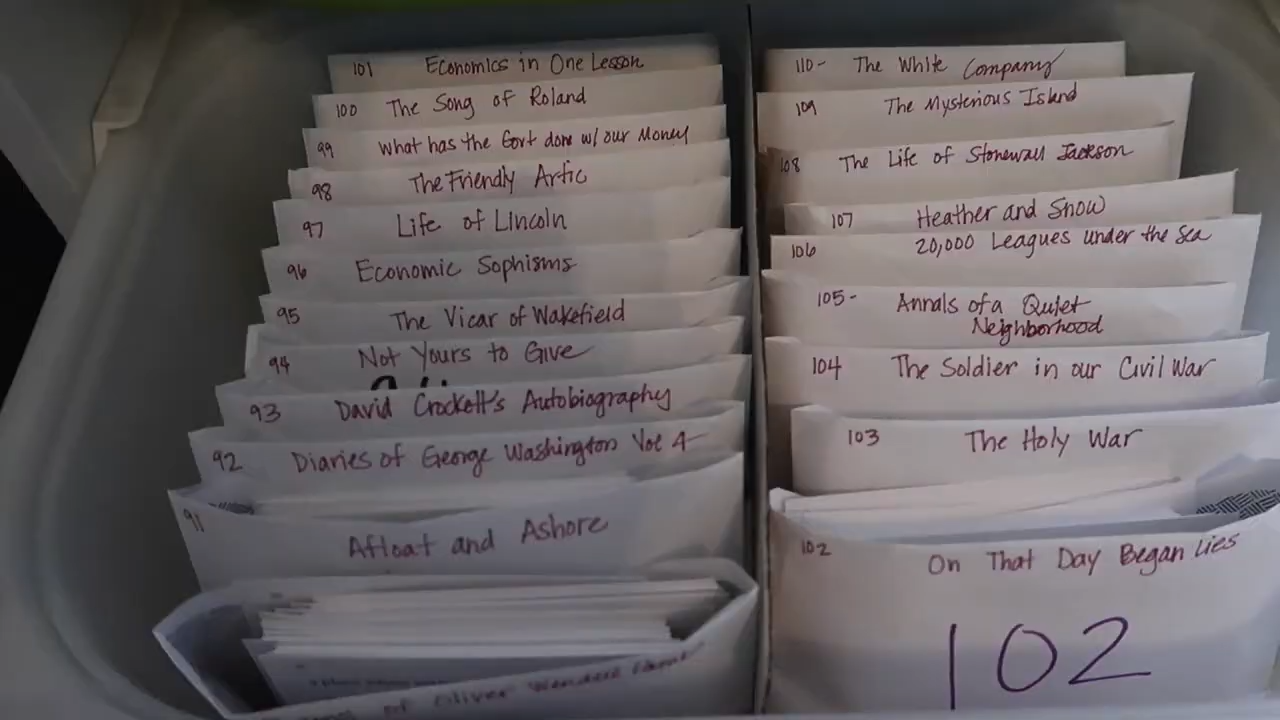 101 Economics in One Lesson
100 The Song of Roland
99 What has the Govt done w/ our Money
98 The Friendly Artic
97 Life of Lincoln
96 Economic Sophisms
95 The Vicar of Wakefield
94 Not Yours to Give
93 David Crockett's Autobiography
92 Diaries of George Washington Vol 4
91 Afloat and Ashore
of Oliver Wendell
110- The White Company
109 The Mysterious Island
108 The Life of Stonewall Jackson
107 Heather and Snow
106 20,000 Leagues under the Sea
105- Annals of a Quiet
Neighborhood
104 The Soldier in our Civil War
103 The Holy War
102 On That Day Began Lies
102